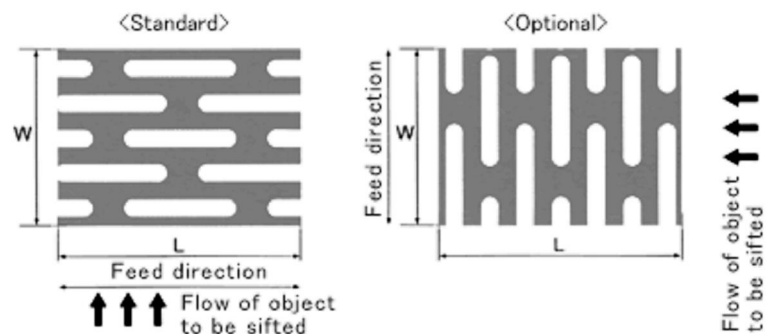 <Standard>
W
L
Feed direction
Flow of object
to be sifted
<Optional>
Feed direction
W
L
Flow of object
to be sifted